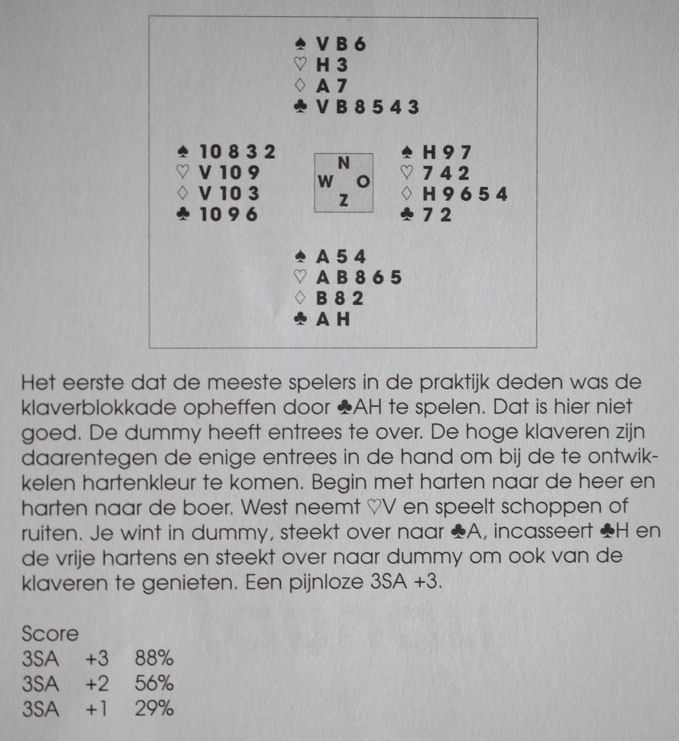 ♠ V B 6
♡ H 3
♢ A 7
♣ V B 8 5 4 3
♠ 10 8 3 2
♡ V 10 9
♢ V 10 3
♣ 10 9 6
N
W O
Z
♠ H 9 7
♡ 7 4 2
♢ H 9 6 5 4
♣ 7 2
♠ A 5 4
♡ A B 8 6 5
♢ B 8 2
♣ A H
Het eerste dat de meeste spelers in de praktijk deden was de
klaverblokkade opheffen door ♣AH te spelen. Dat is hier niet
goed. De dummy heeft entrees te over. De hoge klaveren zijn
daarentegen de enige entrees in de hand om bij de te ontwik-
kelen hartenkleur te komen. Begin met harten naar de heer en
harten naar de boer. West neemt ♡V en speelt schoppen of
ruiten. Je wint in dummy, steekt over naar ♣A, incasseert ♣H en
de vrije hartens en steekt over naar dummy om ook van de
klaveren te genieten. Een pijnloze 3SA +3.
Score
3SA +3 88%
3SA +2 56%
3SA +1 29%